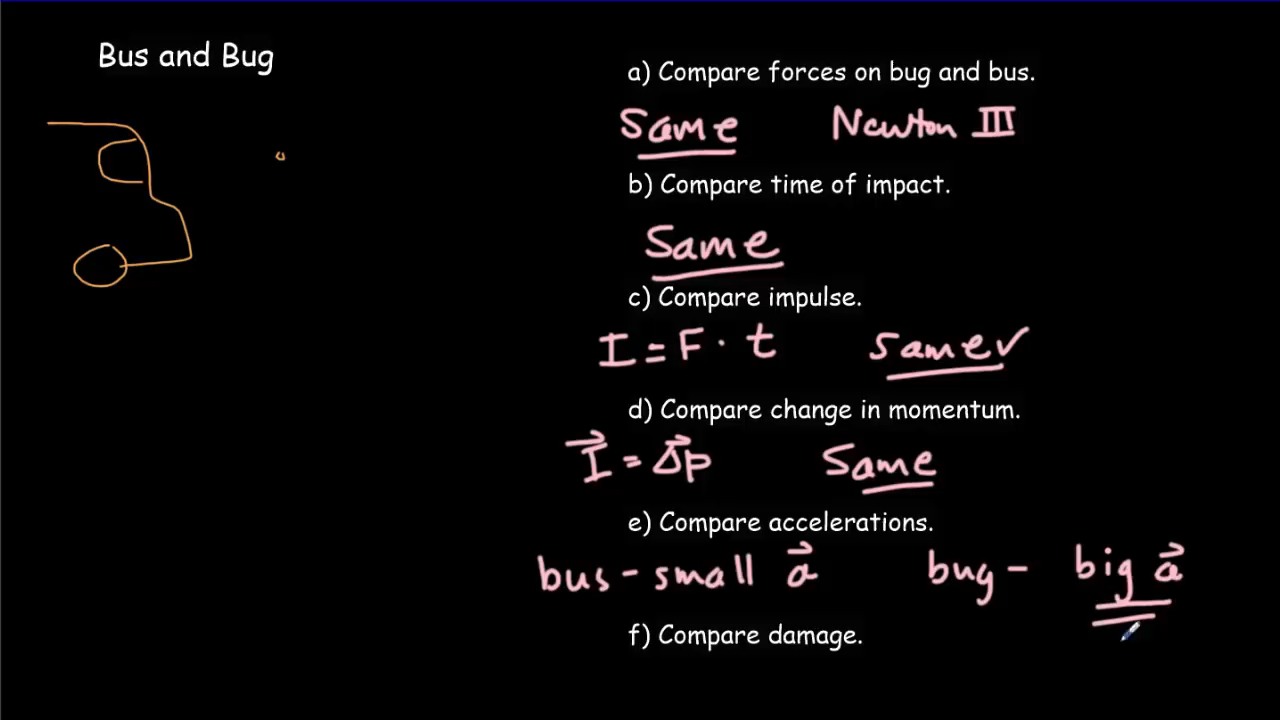 Bus and Bug
a) Compare forces on bug and bus.
Same Newton III
b) Compare time of impact.
Same
c) Compare impulse.
I = F · t same✓
d) Compare change in momentum.
I⃗ = Δp⃗ Same
e) Compare accelerations.
bus - small a⃗ bug - big a⃗
f) Compare damage.